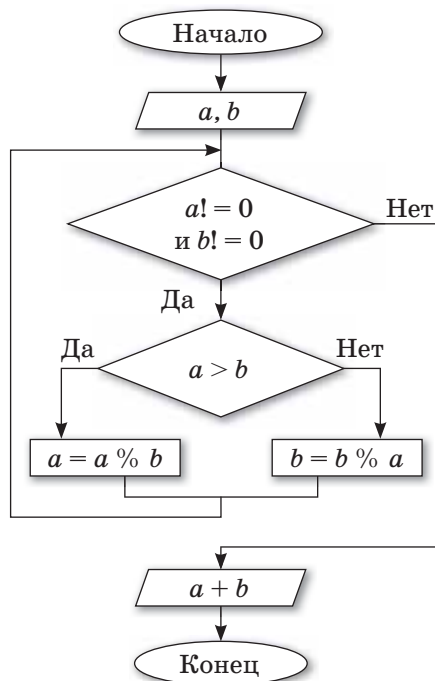 Начало
a, b
a! = 0
и b! = 0
Нет
Да
Да
a > b
Нет
a = a % b
b = b % a
a + b
Конец